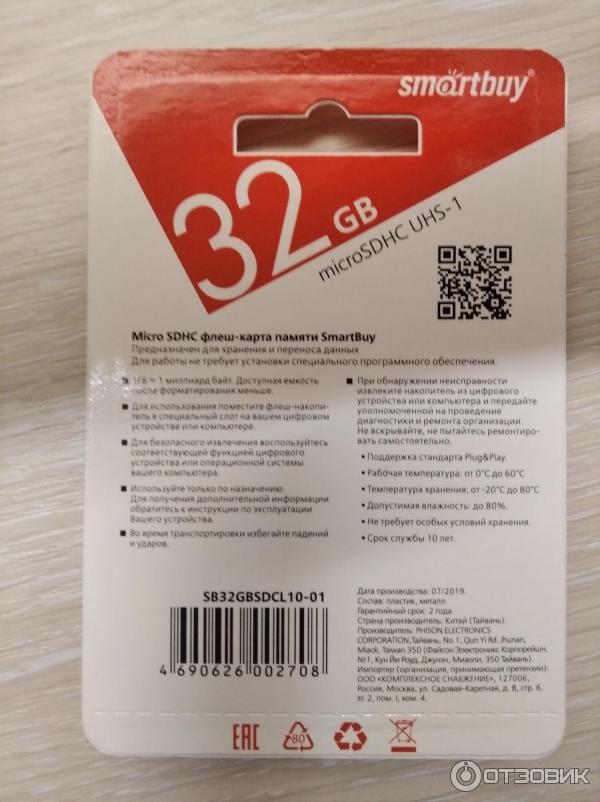 smartbuy®
32 GB
microSDHC UHS-1
Micro SDHC флеш-карта памяти SmartBuy
Предназначен для хранения и переноса данных
Для работы не требует установки специального программного обеспечения.
1GB = 1 миллиард байт. Доступная емкость
после форматирования меньше.
Для использования поместите флеш-накопи-
тель в специальный слот на вашем цифровом
устройстве или компьютере.
Для безопасного извлечения воспользуйтесь
соответствующей функцией цифрового
устройства или операционной системы
вашего компьютера.
Используйте только по назначению.
Для получения дополнительной информации
обратитесь к инструкции по эксплуатации
Вашего устройства.
Во время транспортировки избегайте падений
и ударов.
При обнаружении неисправности
извлеките накопитель из цифрового
устройства или компьютера и передайте
уполномоченной на проведение
диагностики и ремонта организации.
Не вскрывайте, не пытайтесь ремонтиро-
вать самостоятельно.
• Поддержка стандарта Plug&Play.
• Рабочая температура: от 0°C до 60°C
• Температура хранения: от -20°C до 80°C
• Допустимая влажность: до 80%.
• Не требует особых условий хранения.
• Срок службы 10 лет.
SB32GBSDCL10-01
4 690626 002708
Дата производства: 07/2019.
Состав: пластик, металл.
Гарантийный срок: 2 года.
Страна производитель: Китай (Тайвань).
Производитель: PHISON ELECTRONICS
CORPORATION,Тайвань, No.1, Qun Yi Rd. Jhunan,
Miaoli, Taiwan 350 (Файсон Электроникс Корпорейшн,
№1, Кун Йи Роуд, Джунэн, Миаоли, 350 Тайвань).
Импортер (организация, принимающая претензии):
ООО «КОМПЛЕКСНОЕ СНАБЖЕНИЕ», 127006,
Россия, Москва, ул. Садовая-Каретная, д. 8, стр. 6,
эт. 2, пом. I, ком. 4.
EAC
80
ОТЗОВИК